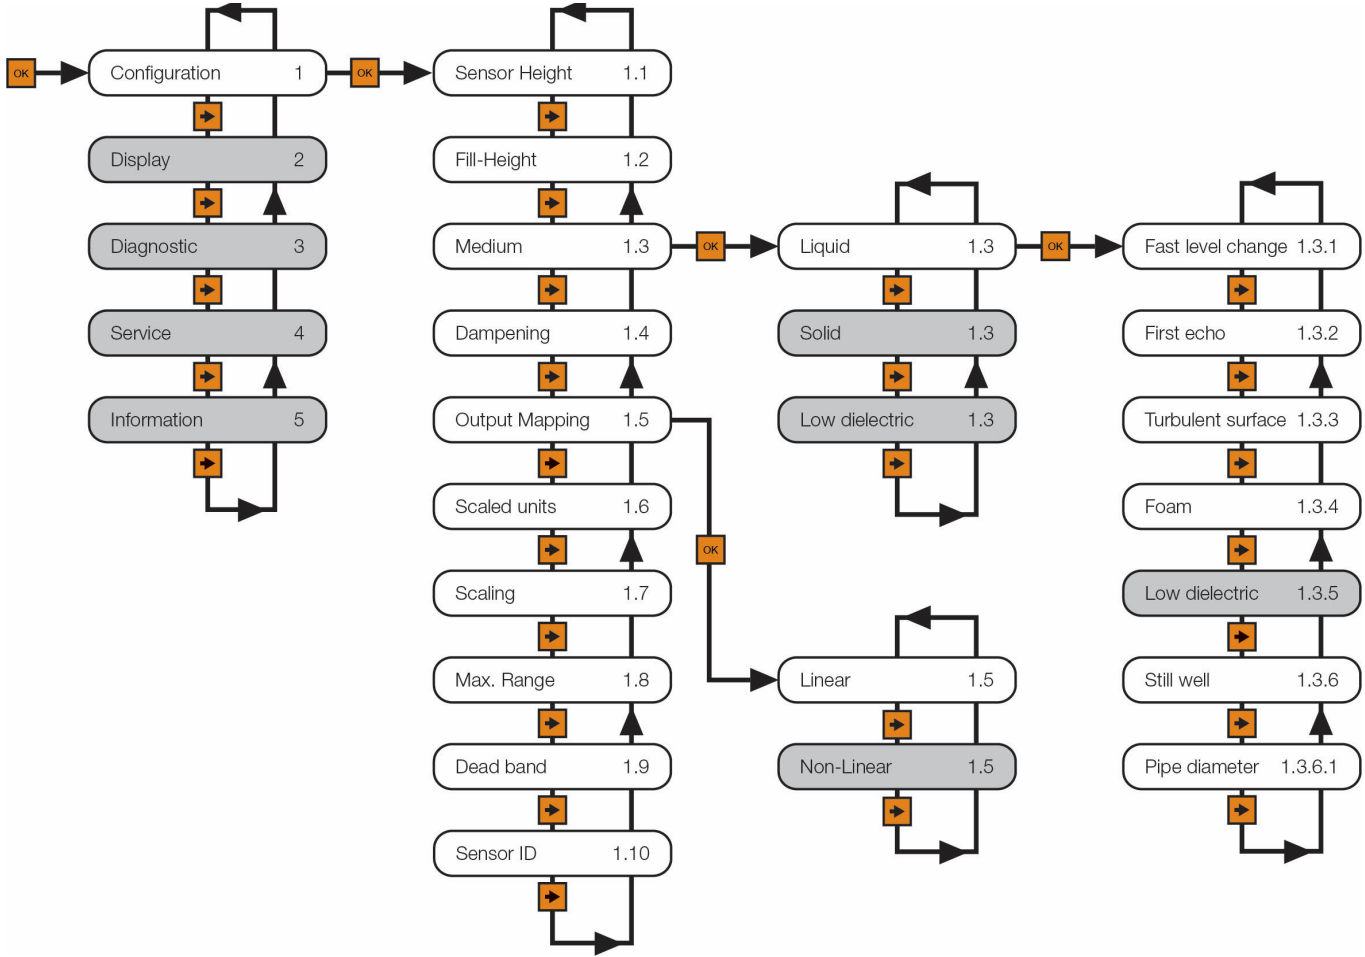 OK
Configuration 1
OK
Display 2
Diagnostic 3
Service 4
Information 5
Sensor Height 1.1
Fill-Height 1.2
Medium 1.3
OK
Dampening 1.4
Output Mapping 1.5
OK
Scaled units 1.6
Scaling 1.7
Max. Range 1.8
Dead band 1.9
Sensor ID 1.10
Liquid 1.3
OK
Solid 1.3
Low dielectric 1.3
Linear 1.5
Non-Linear 1.5
Fast level change 1.3.1
First echo 1.3.2
Turbulent surface 1.3.3
Foam 1.3.4
Low dielectric 1.3.5
Still well 1.3.6
Pipe diameter 1.3.6.1